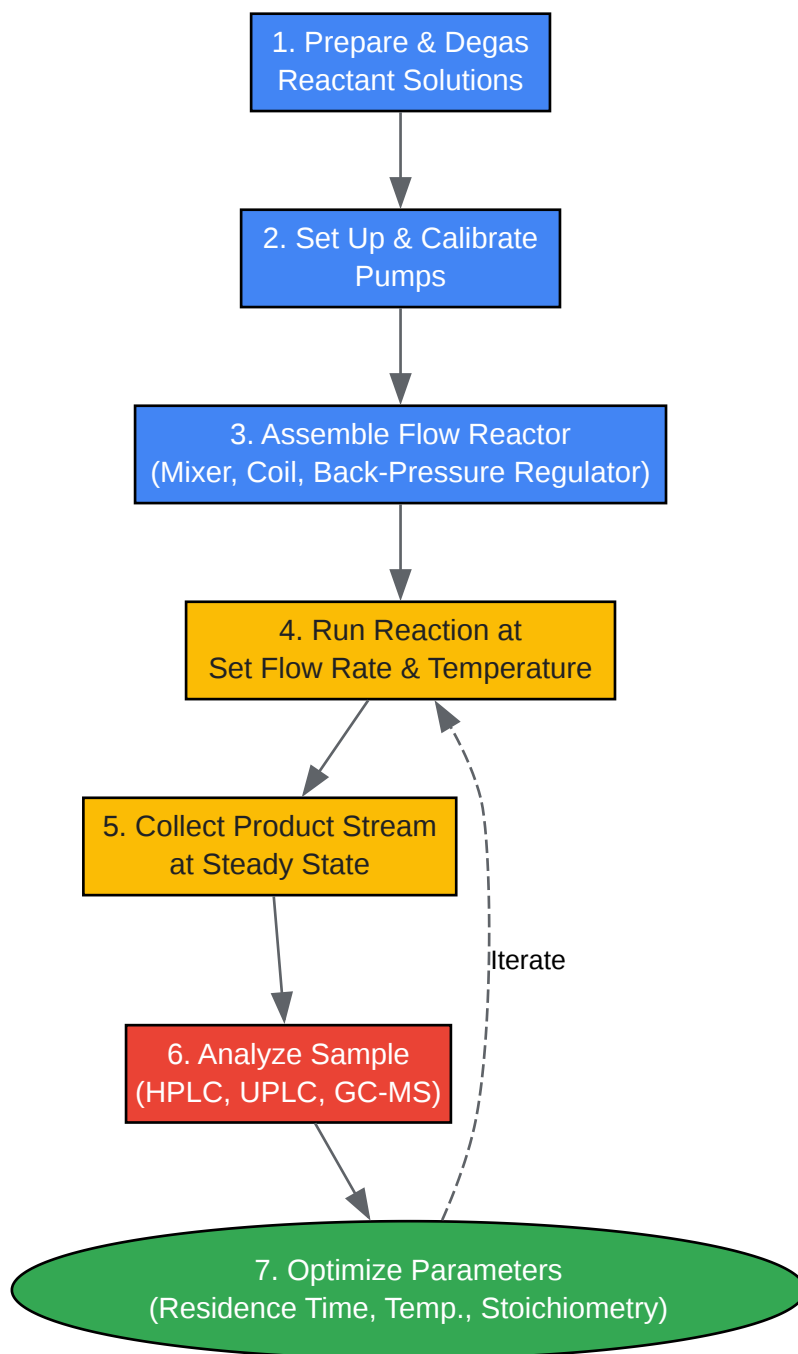 1. Prepare & Degas
Reactant Solutions
2. Set Up & Calibrate
Pumps
3. Assemble Flow Reactor
(Mixer, Coil, Back-Pressure Regulator)
4. Run Reaction at
Set Flow Rate & Temperature
5. Collect Product Stream
at Steady State
Iterate
6. Analyze Sample
(HPLC, UPLC, GC-MS)
7. Optimize Parameters
(Residence Time, Temp., Stoichiometry)